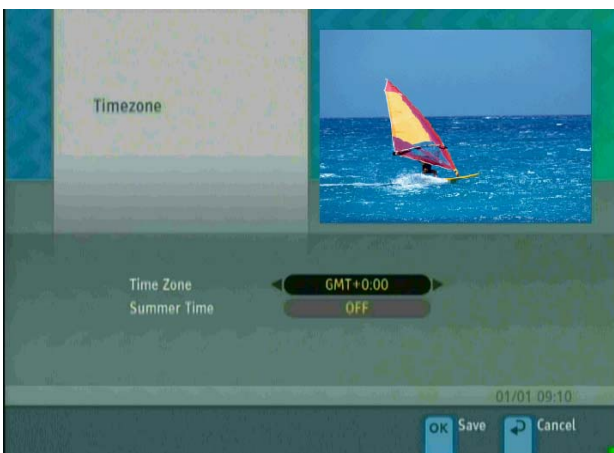 Timezone
Time Zone GMT+0:00
Summer Time OFF
01/01 09:10
OK Save Cancel